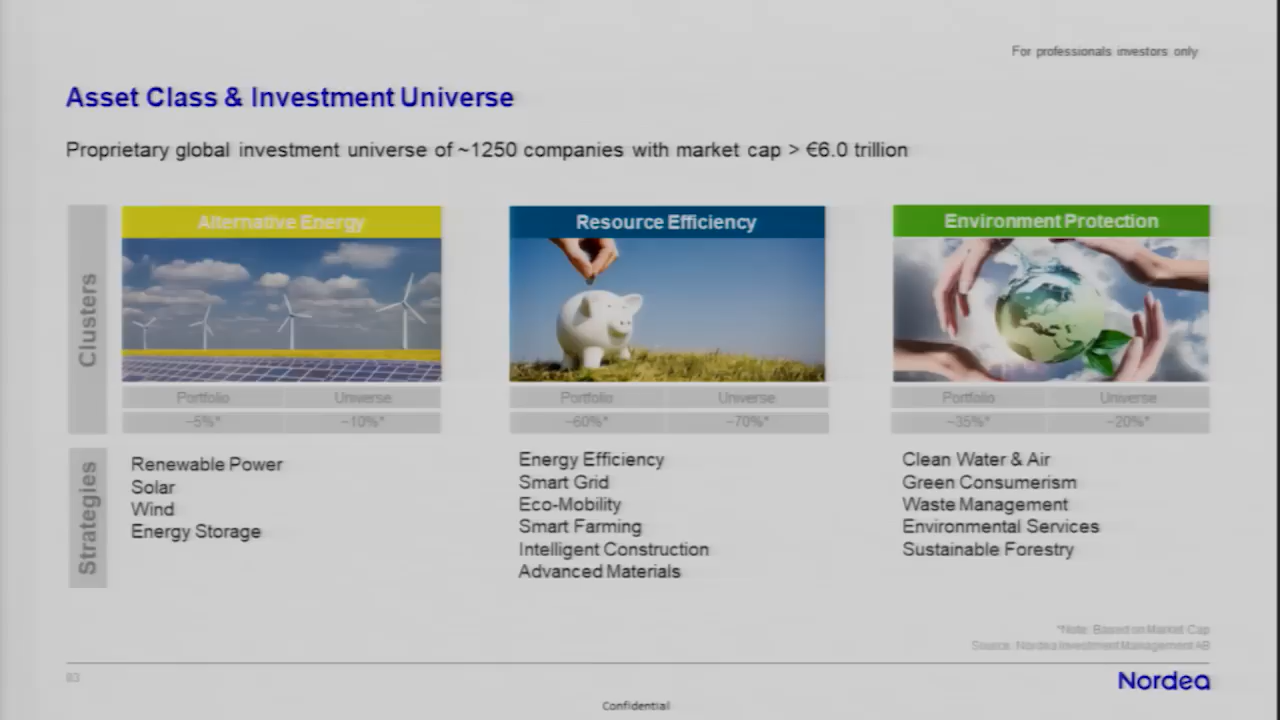 For professionals investors only
Asset Class & Investment Universe
Proprietary global investment universe of ~1250 companies with market cap > €6.0 trillion
Clusters
Alternative Energy
Portfolio Universe
~5%* ~10%*
Resource Efficiency
Portfolio Universe
~60%* ~70%*
Environment Protection
Portfolio Universe
~35%* ~20%*
Strategies
Renewable Power
Solar
Wind
Energy Storage
Energy Efficiency
Smart Grid
Eco-Mobility
Smart Farming
Intelligent Construction
Advanced Materials
Clean Water & Air
Green Consumerism
Waste Management
Environmental Services
Sustainable Forestry
*Note: Based on Market Cap
Source: Nordea Investment Management AB
83
Nordea
Confidential